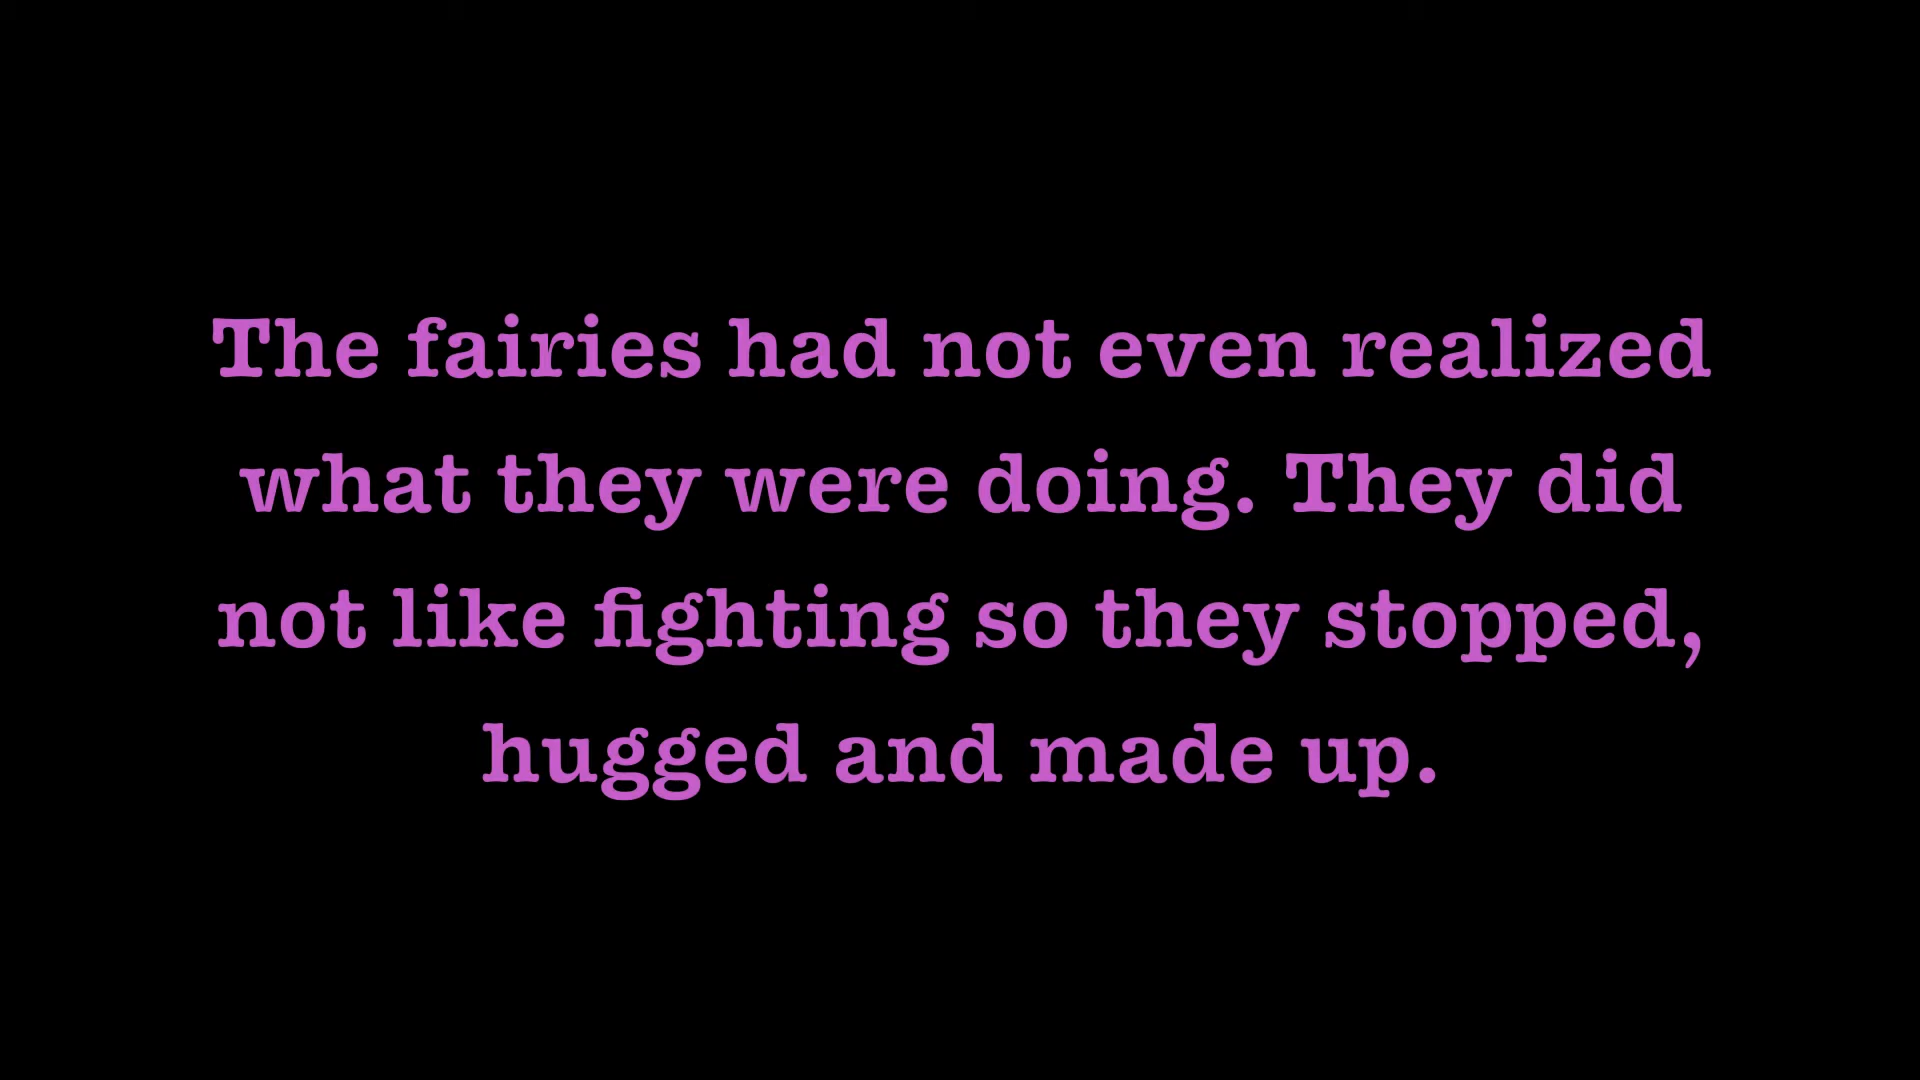 The fairies had not even realized
what they were doing. They did
not like fighting so they stopped,
hugged and made up.